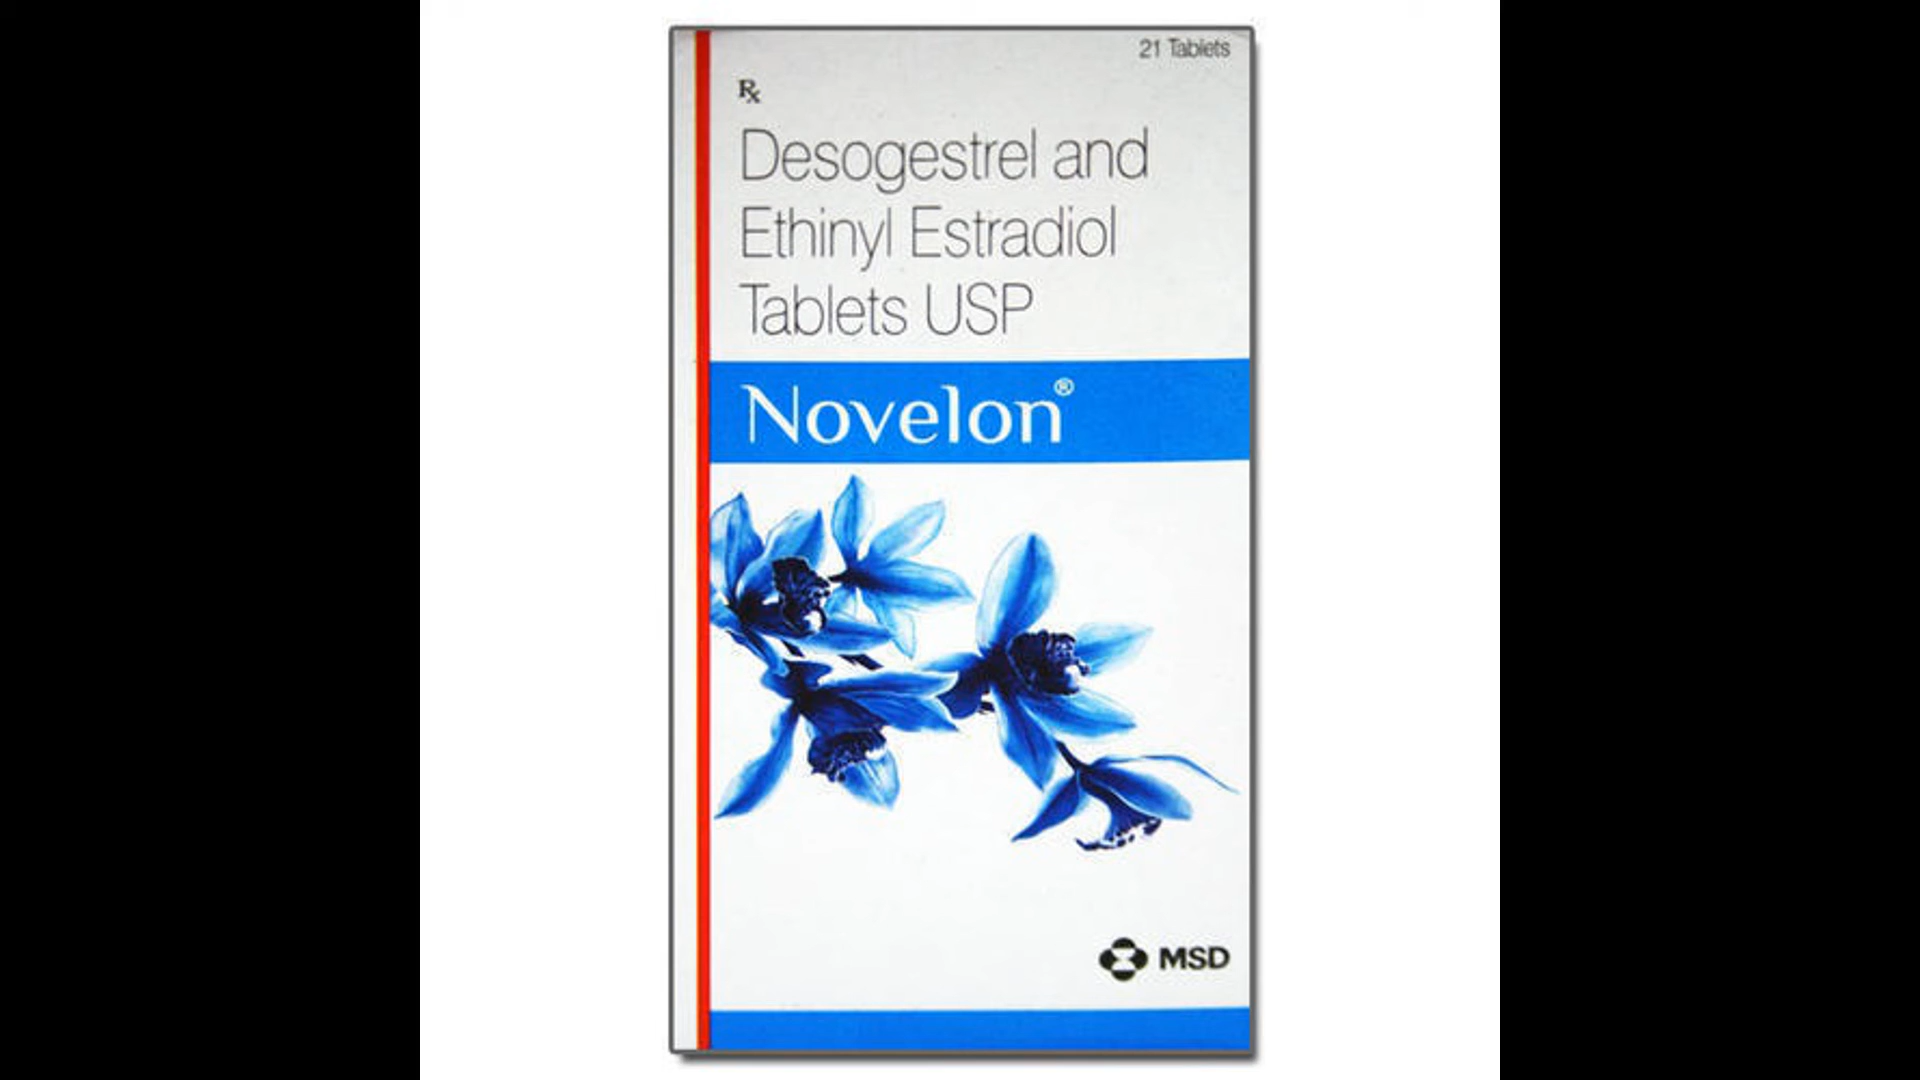 21 Tablets
Rx
Desogestrel and
Ethinyl Estradiol
Tablets USP
Novelon®
MSD